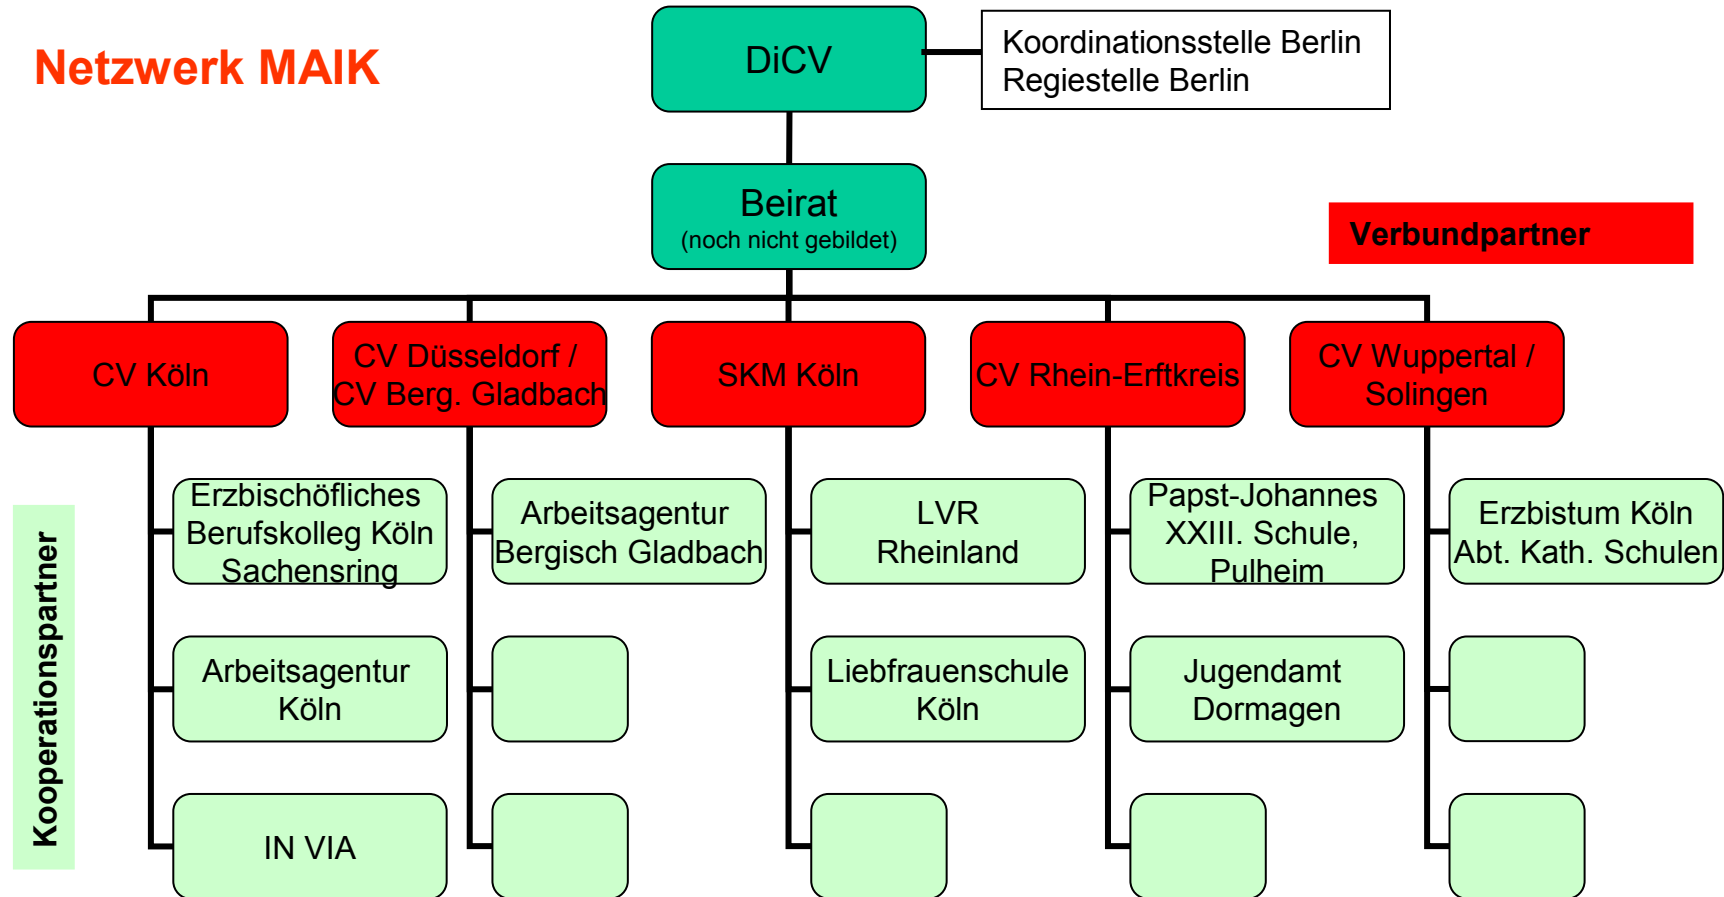 Netzwerk MAIK
DiCV
Koordinationsstelle Berlin
Regiestelle Berlin
Beirat
(noch nicht gebildet)
Verbundpartner
CV Köln
CV Düsseldorf /
CV Berg. Gladbach
SKM Köln
CV Rhein-Erftkreis
CV Wuppertal /
Solingen
Kooperationspartner
Erzbischöfliches
Berufskolleg Köln
Sachensring
Arbeitsagentur
Bergisch Gladbach
LVR
Rheinland
Papst-Johannes
XXIII. Schule,
Pulheim
Erzbistum Köln
Abt. Kath. Schulen
Arbeitsagentur
Köln
Liebfrauenschule
Köln
Jugendamt
Dormagen
IN VIA